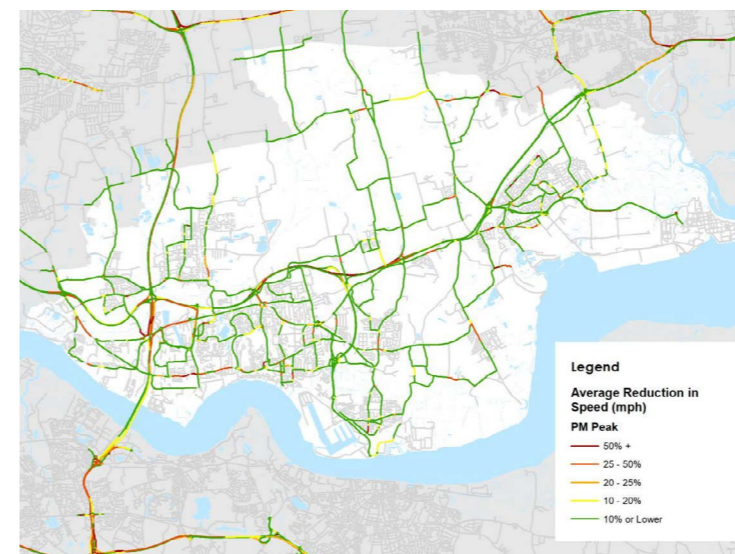 Legend
Average Reduction in
Speed (mph)
PM Peak
50% +
25 - 50%
20 - 25%
10 - 20%
10% or Lower